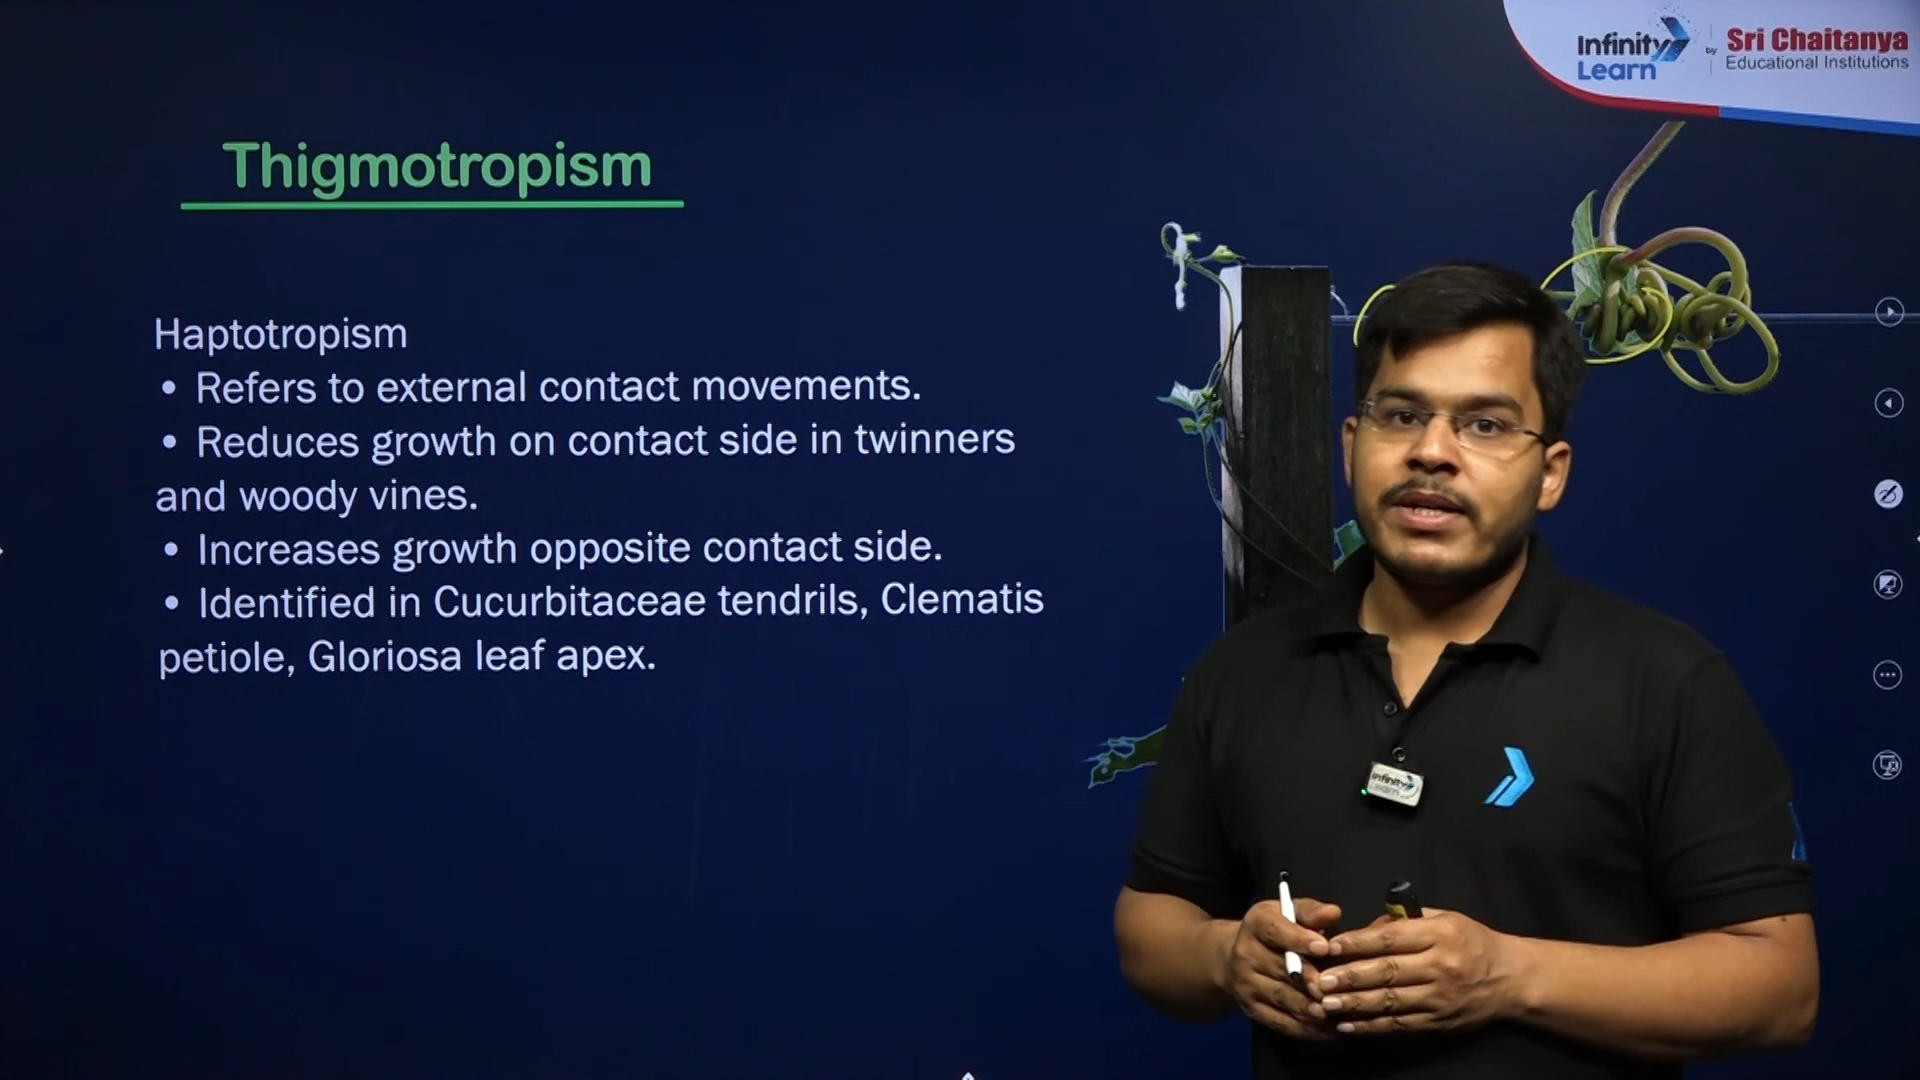 Infinity Learn by Sri Chaitanya Educational Institutions
Thigmotropism
Haptotropism
• Refers to external contact movements.
• Reduces growth on contact side in twinners
and woody vines.
• Increases growth opposite contact side.
• Identified in Cucurbitaceae tendrils, Clematis
petiole, Gloriosa leaf apex.
Infinity
Learn